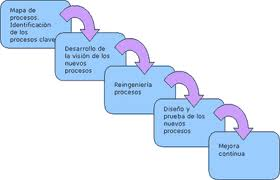 Mapa de
procesos.
Identificación
de los
procesos clave
Desarrollo de
la visión de los
nuevos
procesos
Reingeniería
procesos
Diseño y
prueba de los
nuevos
procesos
Mejora
continua